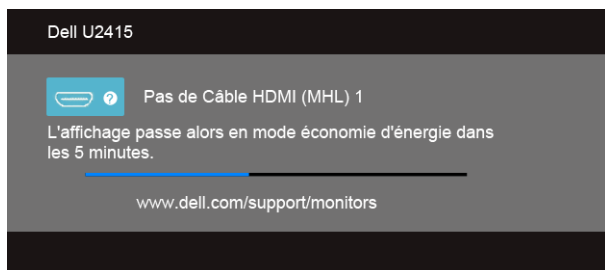 Dell U2415
Pas de Câble HDMI (MHL) 1
L'affichage passe alors en mode économie d'énergie dans
les 5 minutes.
www.dell.com/support/monitors